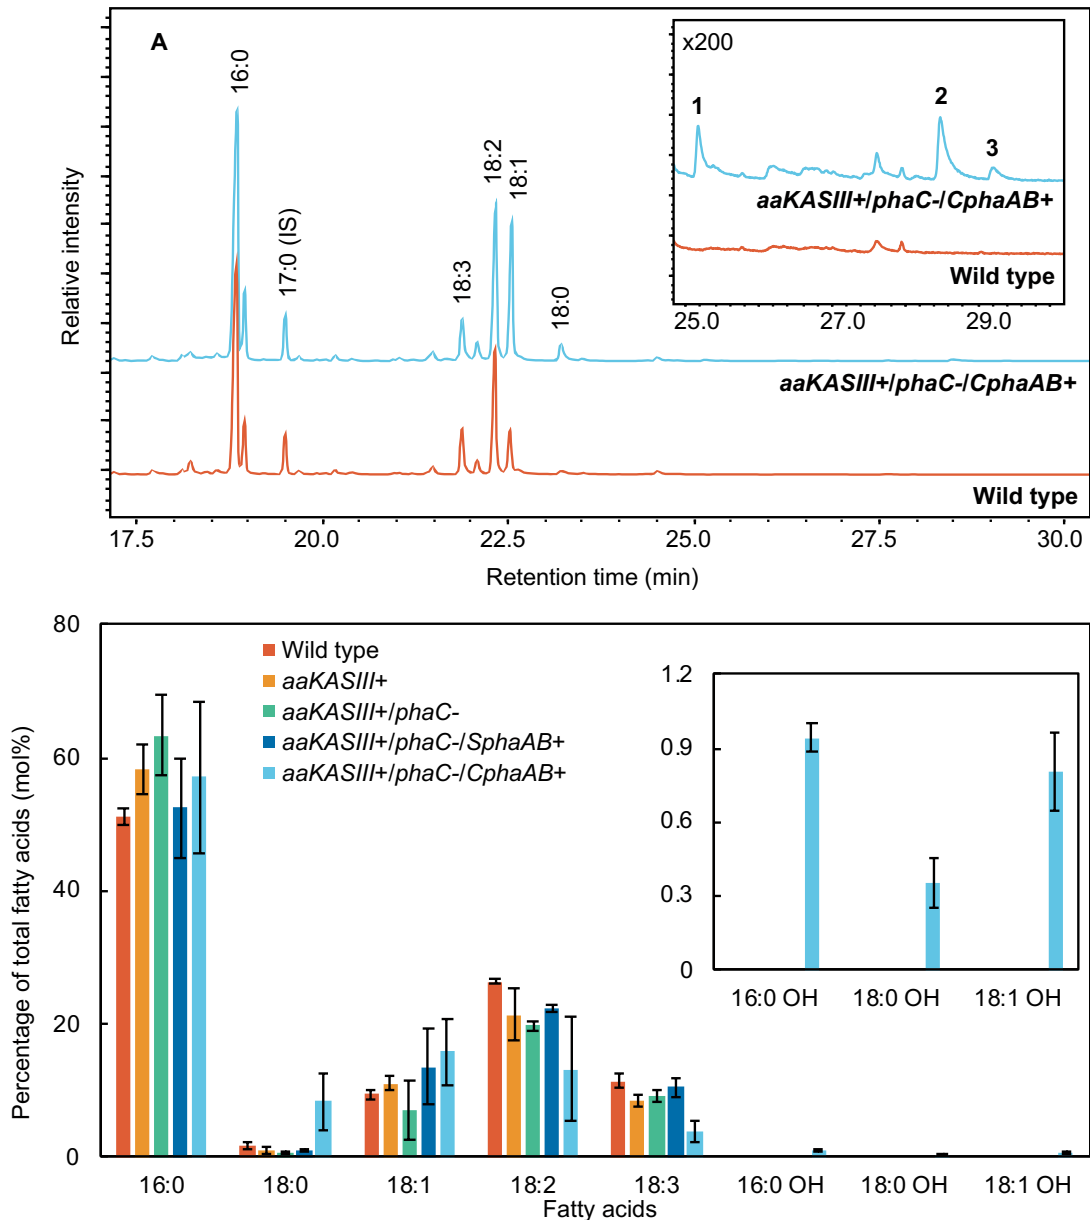 A
Relative intensity
16:0
17:0 (IS)
18:3
18:2
18:1
18:0
x200
1
2
3
aaKASIII+/phaC-/CphaAB+
Wild type
25.0 27.0 29.0
aaKASIII+/phaC-/CphaAB+
Wild type
17.5 20.0 22.5 25.0 27.5 30.0
Retention time (min)
Percentage of total fatty acids (mol%)
80
60
40
20
0
Wild type
aaKASIII+
aaKASIII+/phaC-
aaKASIII+/phaC-/SphaAB+
aaKASIII+/phaC-/CphaAB+
1.2
0.9
0.6
0.3
0
16:0 OH 18:0 OH 18:1 OH
16:0 18:0 18:1 18:2 18:3 16:0 OH 18:0 OH 18:1 OH
Fatty acids